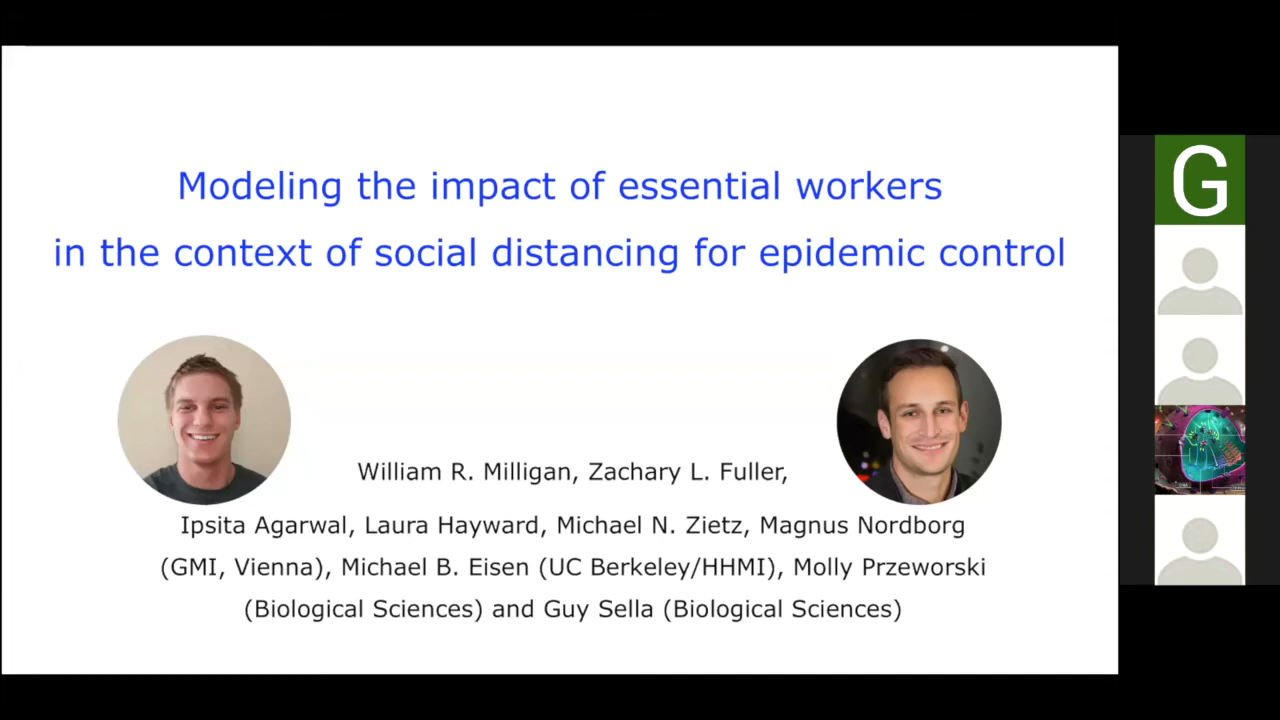 Modeling the impact of essential workers
in the context of social distancing for epidemic control
William R. Milligan, Zachary L. Fuller,
Ipsita Agarwal, Laura Hayward, Michael N. Zietz, Magnus Nordborg
(GMI, Vienna), Michael B. Eisen (UC Berkeley/HHMI), Molly Przeworski
(Biological Sciences) and Guy Sella (Biological Sciences)
G